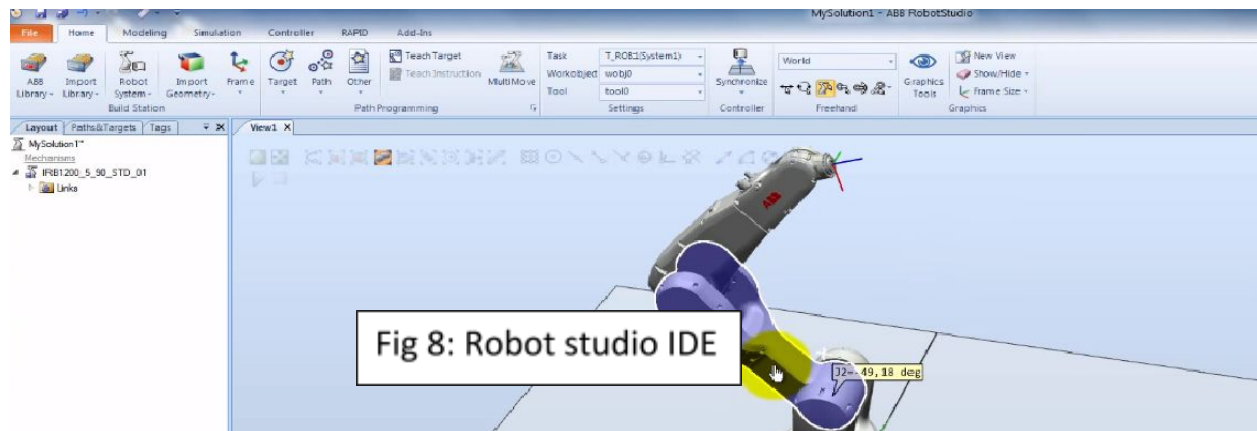 MySolution1 - ABB RobotStudio
File Home Modeling Simulation Controller RAPID Add-Ins
ABB Library
Import Library
Robot System
Import Geometry
Build Station
Frame
Target
Path
Other
Teach Target
Teach Instruction
MultiMove
Path Programming
Task T_ROB1(System1)
Workobject wobj0
Tool tool0
Settings
Synchronize
Controller
World
Freehand
Graphics Tools
New View
Show/Hide
Frame Size
Graphics
Layout Paths&Targets Tags
View1 X
MySolution1*
Mechanisms
IRB1200_5_90_STD_01
Links
ABB
Fig 8: Robot studio IDE
J2=-49,18 deg